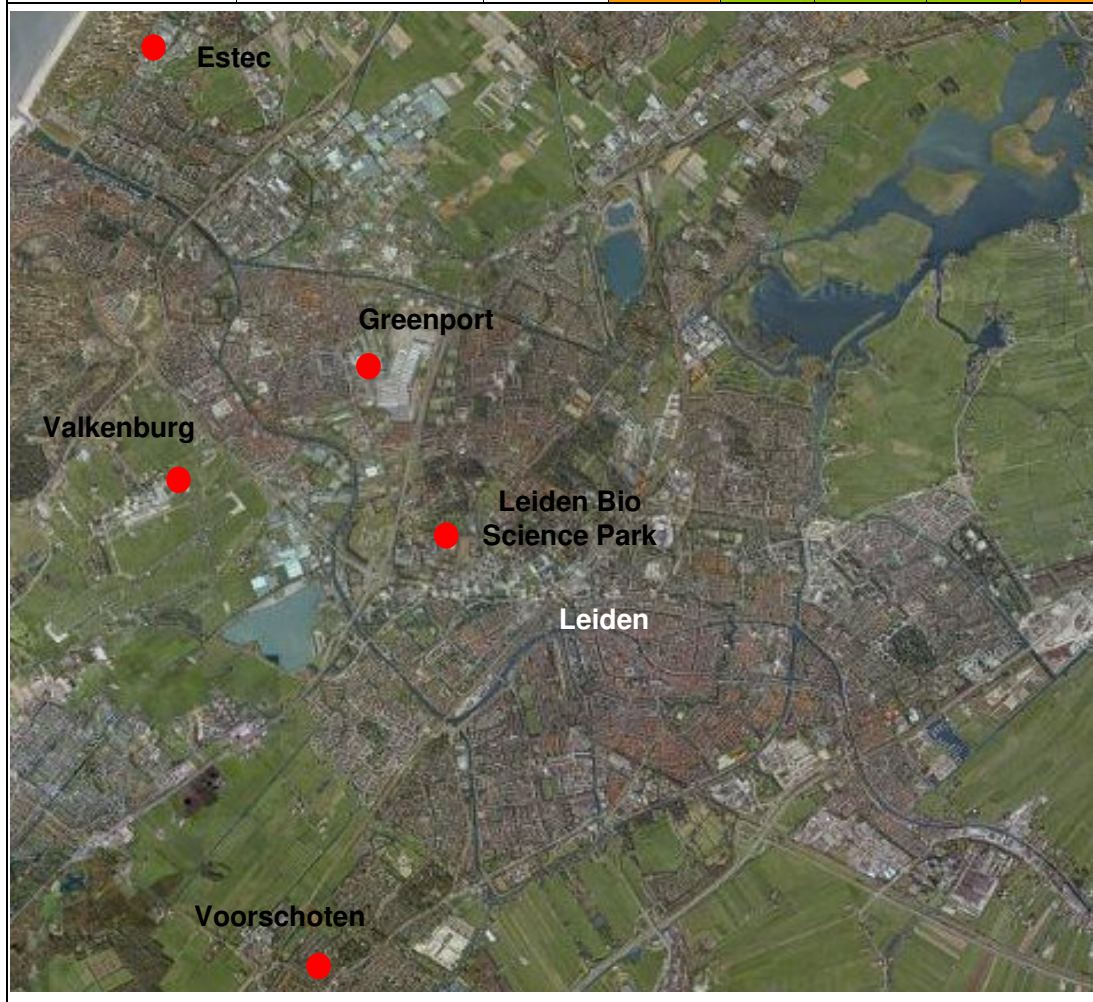 Estec
Greenport
Valkenburg
Leiden Bio
Science Park
Leiden
Voorschoten